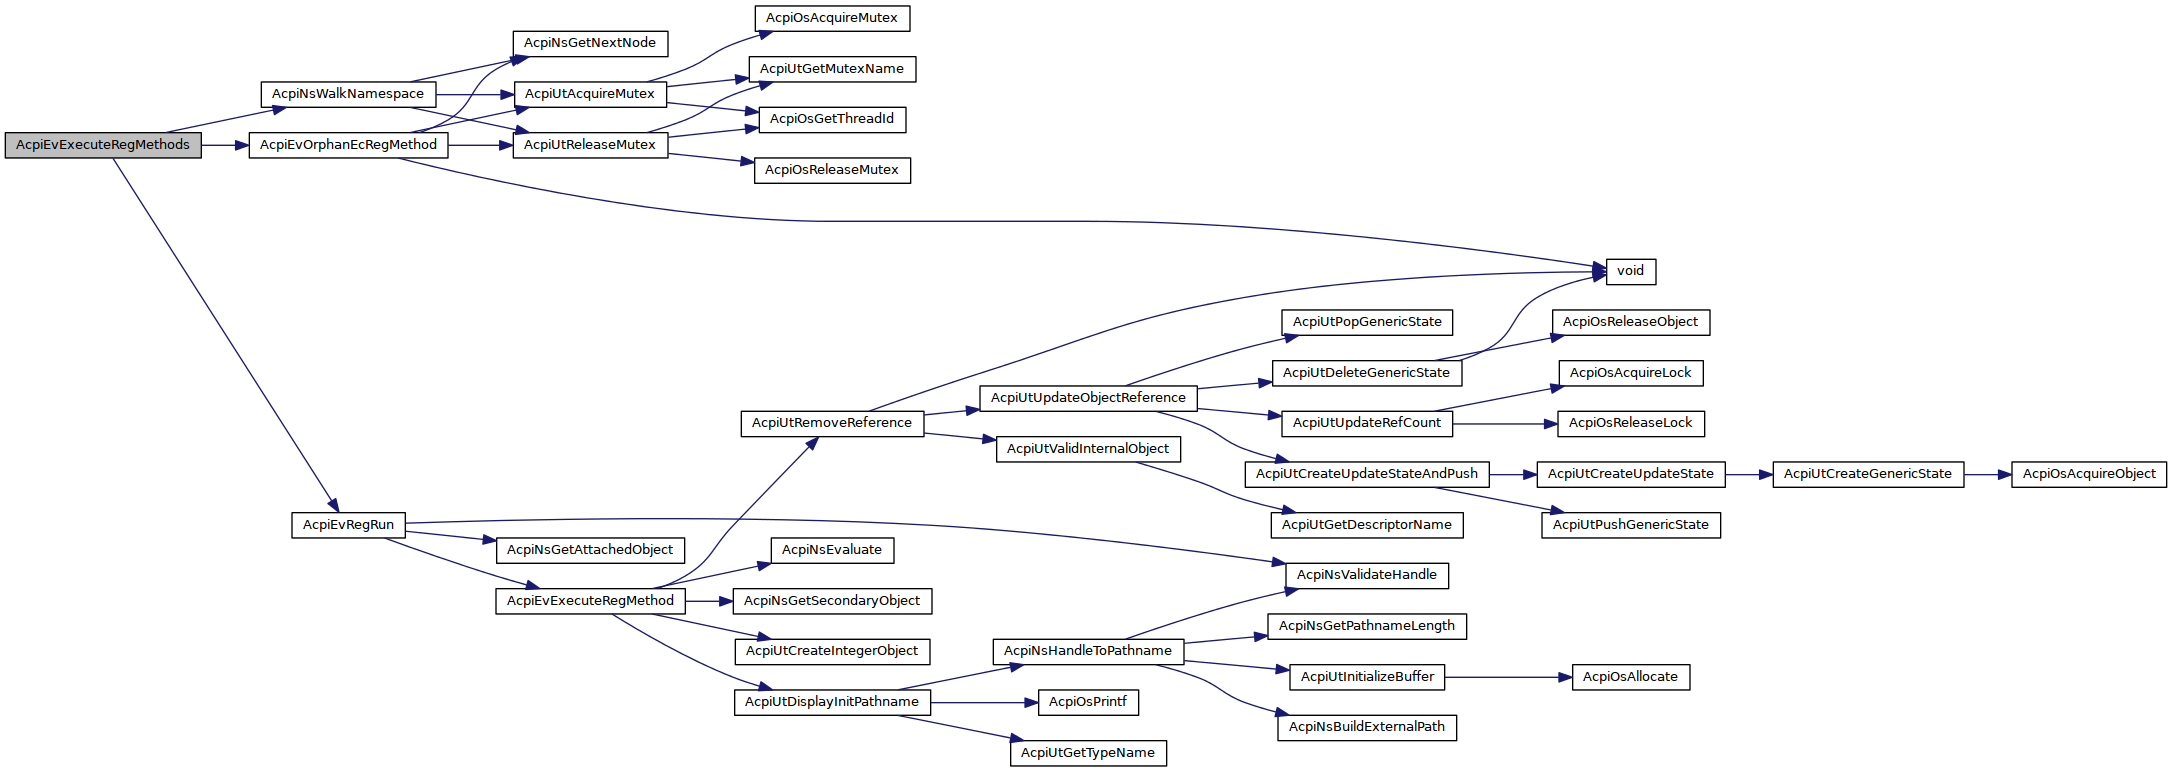 AcpiOsAcquireMutex
AcpiNsGetNextNode
AcpiUtGetMutexName
AcpiNsWalkNamespace
AcpiUtAcquireMutex
AcpiOsGetThreadId
AcpiEvExecuteRegMethods
AcpiEvOrphanEcRegMethod
AcpiUtReleaseMutex
AcpiOsReleaseMutex
void
AcpiUtPopGenericState
AcpiOsReleaseObject
AcpiUtDeleteGenericState
AcpiOsAcquireLock
AcpiUtUpdateObjectReference
AcpiUtRemoveReference
AcpiUtUpdateRefCount
AcpiOsReleaseLock
AcpiUtValidInternalObject
AcpiUtCreateUpdateStateAndPush
AcpiUtCreateUpdateState
AcpiUtCreateGenericState
AcpiOsAcquireObject
AcpiEvRegRun
AcpiUtGetDescriptorName
AcpiUtPushGenericState
AcpiNsGetAttachedObject
AcpiNsEvaluate
AcpiNsValidateHandle
AcpiEvExecuteRegMethod
AcpiNsGetSecondaryObject
AcpiNsGetPathnameLength
AcpiUtCreateIntegerObject
AcpiNsHandleToPathname
AcpiUtInitializeBuffer
AcpiOsAllocate
AcpiUtDisplayInitPathname
AcpiOsPrintf
AcpiNsBuildExternalPath
AcpiUtGetTypeName